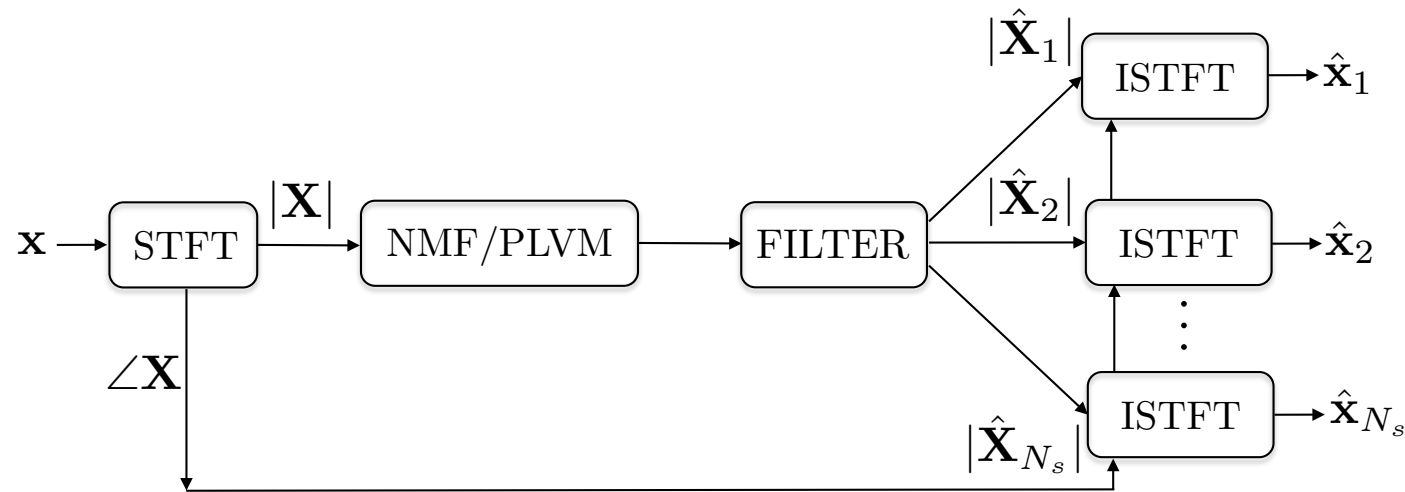 |X̂₁|
ISTFT
x̂₁
|X|
|X̂₂|
x
STFT
NMF/PLVM
FILTER
ISTFT
x̂₂
∠X
⋮
ISTFT
x̂_{N_s}
|X̂_{N_s}|